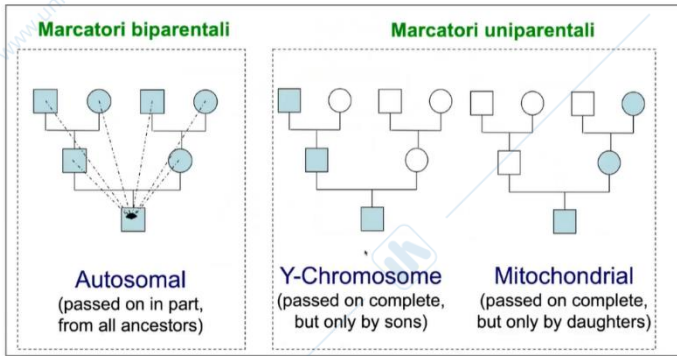 Marcatori biparentali
Marcatori uniparentali
Autosomal
(passed on in part,
from all ancestors)
Y-Chromosome
(passed on complete,
but only by sons)
Mitochondrial
(passed on complete,
but only by daughters)